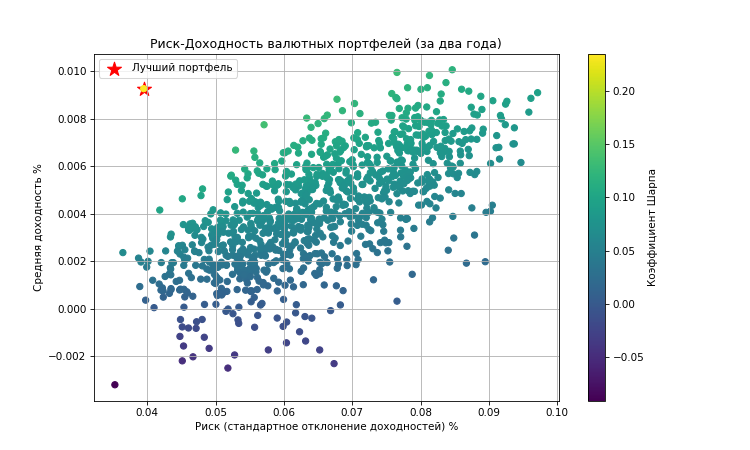 Риск-Доходность валютных портфелей (за два года)
Лучший портфель
0.010
0.008
0.006
0.004
0.002
0.000
−0.002
Средняя доходность %
0.04 0.05 0.06 0.07 0.08 0.09 0.10
Риск (стандартное отклонение доходностей) %
0.20
0.15
0.10
0.05
0.00
−0.05
Коэффициент Шарпа